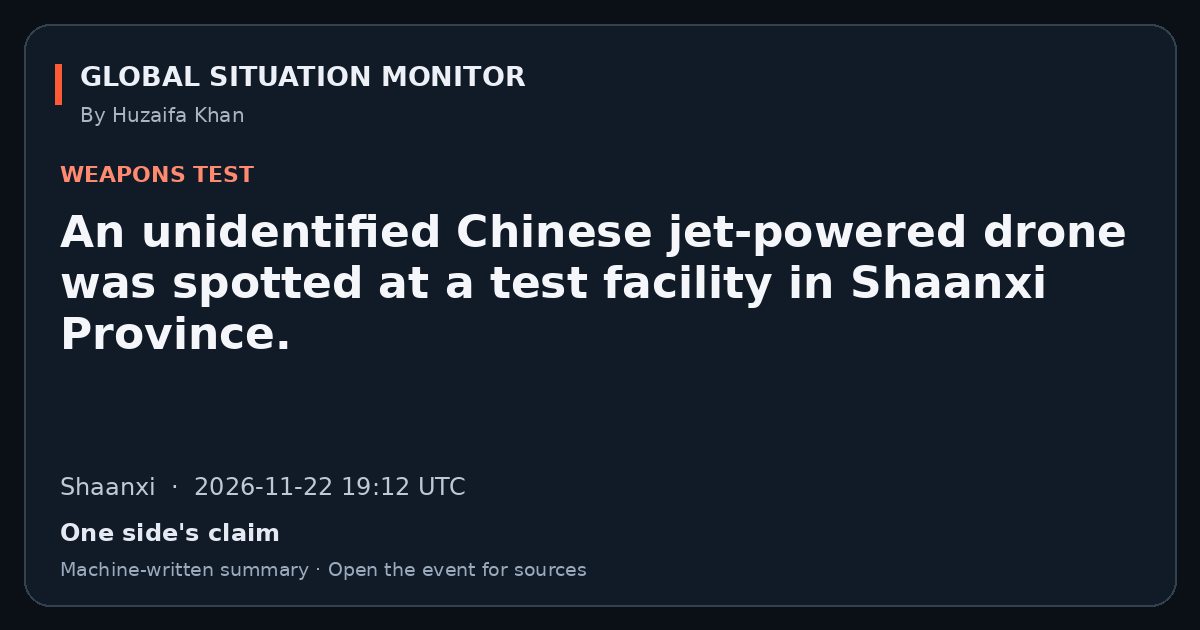 GLOBAL SITUATION MONITOR
By Huzaifa Khan
WEAPONS TEST
An unidentified Chinese jet-powered drone
was spotted at a test facility in Shaanxi
Province.
Shaanxi · 2026-11-22 19:12 UTC
One side's claim
Machine-written summary · Open the event for sources